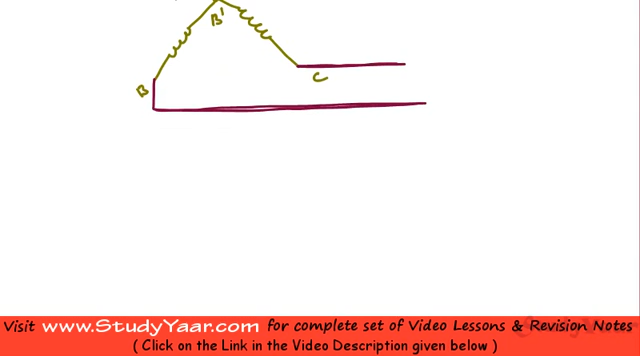 B'
B
C
Visit www.StudyYaar.com for complete set of Video Lessons & Revision Notes
( Click on the Link in the Video Description given below )